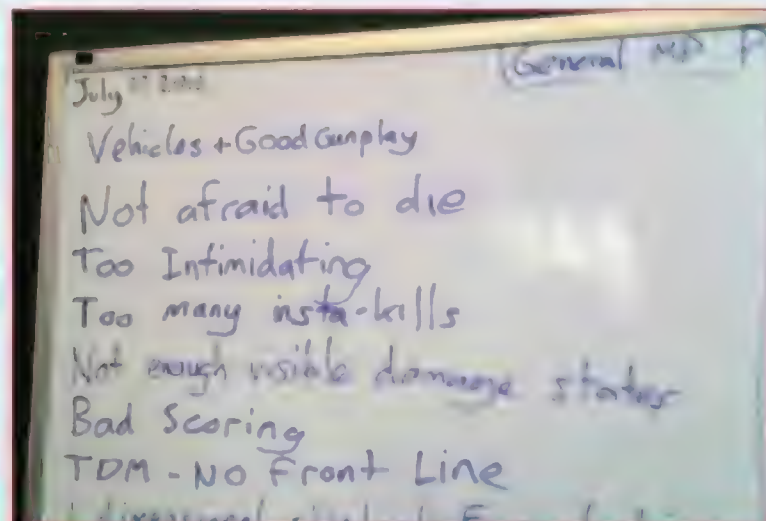 General MP P
July
Vehicles + Good Gunplay
Not afraid to die
Too Intimidating
Too many insta-kills
Not enough visible damage states
Bad Scoring
TDM - No Front Line